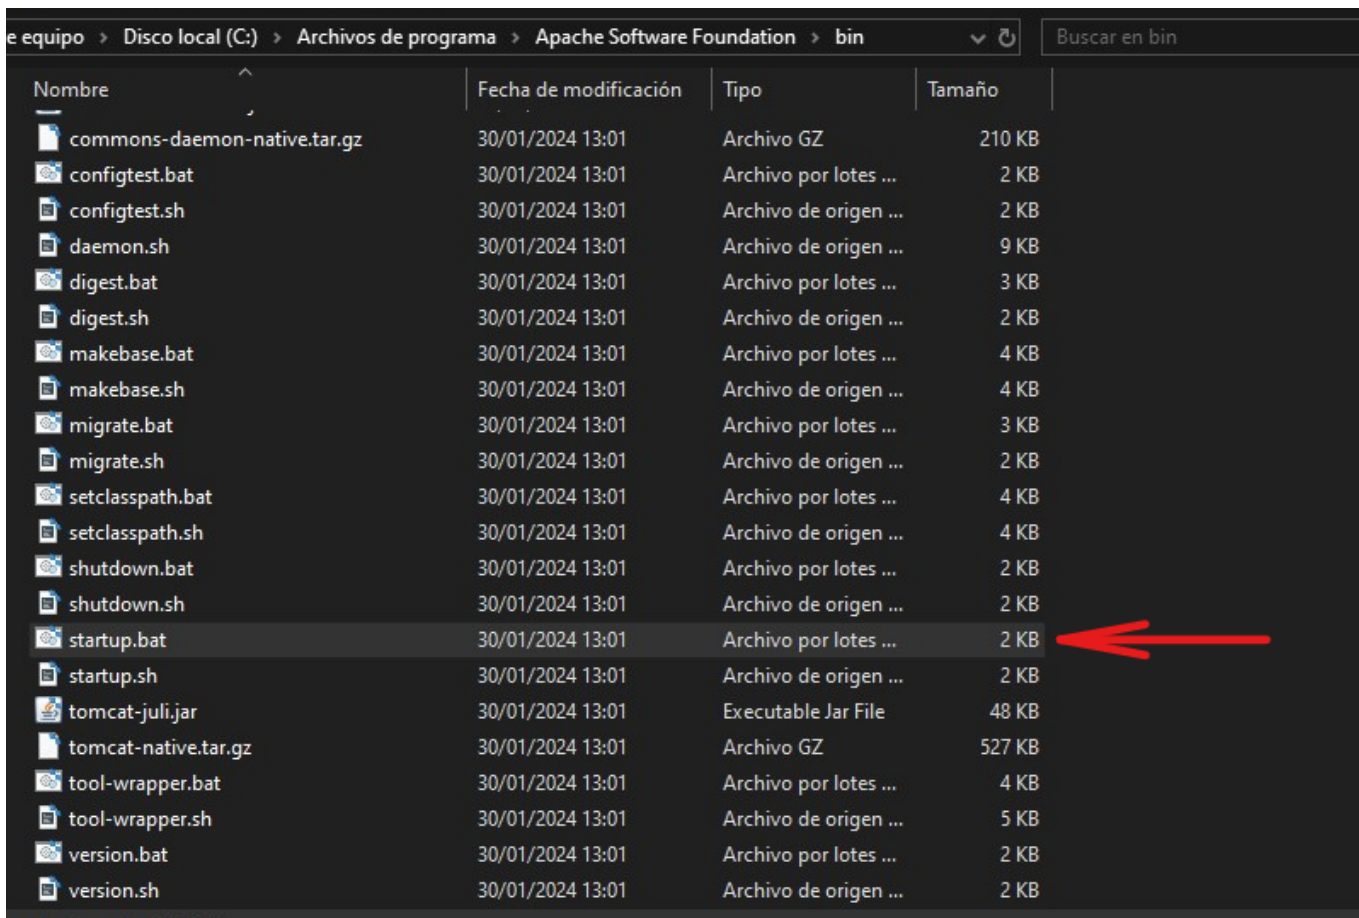 e equipo > Disco local (C:) > Archivos de programa > Apache Software Foundation > bin Buscar en bin
Nombre Fecha de modificación Tipo Tamaño
commons-daemon-native.tar.gz 30/01/2024 13:01 Archivo GZ 210 KB
configtest.bat 30/01/2024 13:01 Archivo por lotes ... 2 KB
configtest.sh 30/01/2024 13:01 Archivo de origen ... 2 KB
daemon.sh 30/01/2024 13:01 Archivo de origen ... 9 KB
digest.bat 30/01/2024 13:01 Archivo por lotes ... 3 KB
digest.sh 30/01/2024 13:01 Archivo de origen ... 2 KB
makebase.bat 30/01/2024 13:01 Archivo por lotes ... 4 KB
makebase.sh 30/01/2024 13:01 Archivo de origen ... 4 KB
migrate.bat 30/01/2024 13:01 Archivo por lotes ... 3 KB
migrate.sh 30/01/2024 13:01 Archivo de origen ... 2 KB
setclasspath.bat 30/01/2024 13:01 Archivo por lotes ... 4 KB
setclasspath.sh 30/01/2024 13:01 Archivo de origen ... 4 KB
shutdown.bat 30/01/2024 13:01 Archivo por lotes ... 2 KB
shutdown.sh 30/01/2024 13:01 Archivo de origen ... 2 KB
startup.bat 30/01/2024 13:01 Archivo por lotes ... 2 KB
startup.sh 30/01/2024 13:01 Archivo de origen ... 2 KB
tomcat-juli.jar 30/01/2024 13:01 Executable Jar File 48 KB
tomcat-native.tar.gz 30/01/2024 13:01 Archivo GZ 527 KB
tool-wrapper.bat 30/01/2024 13:01 Archivo por lotes ... 4 KB
tool-wrapper.sh 30/01/2024 13:01 Archivo de origen ... 5 KB
version.bat 30/01/2024 13:01 Archivo por lotes ... 2 KB
version.sh 30/01/2024 13:01 Archivo de origen ... 2 KB